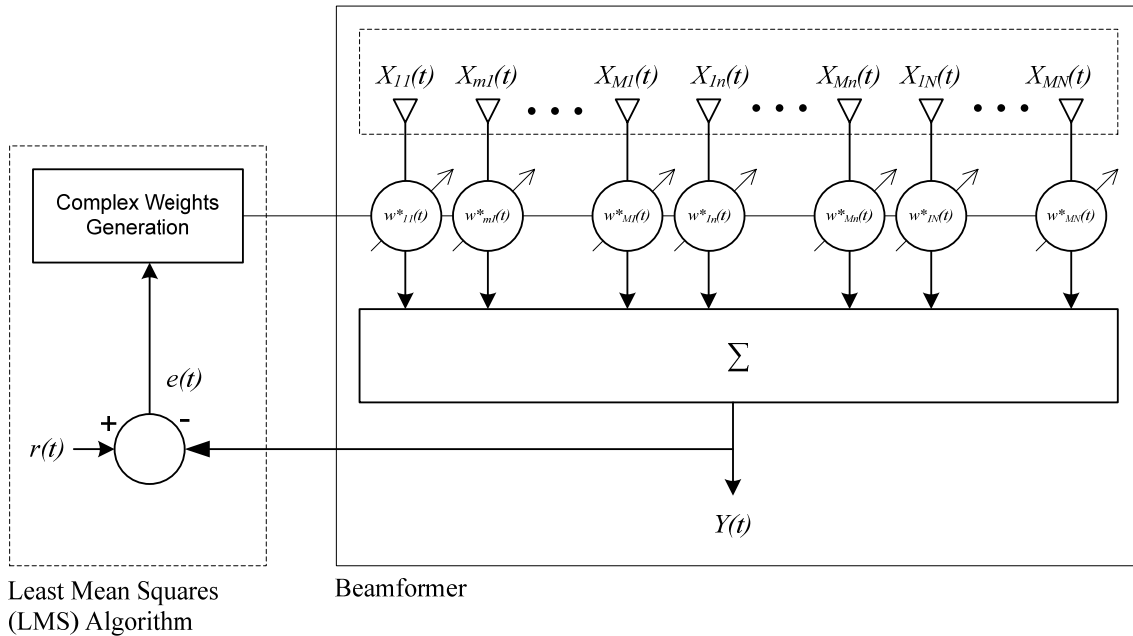 X11(t) Xm1(t) XM1(t) X1n(t) XMn(t) X1N(t) XMN(t)
Complex Weights
Generation
w*11(t) w*m1(t) w*M1(t) w*1n(t) w*Mn(t) w*1N(t) w*MN(t)
Σ
e(t)
+ -
r(t)
Y(t)
Least Mean Squares
(LMS) Algorithm
Beamformer